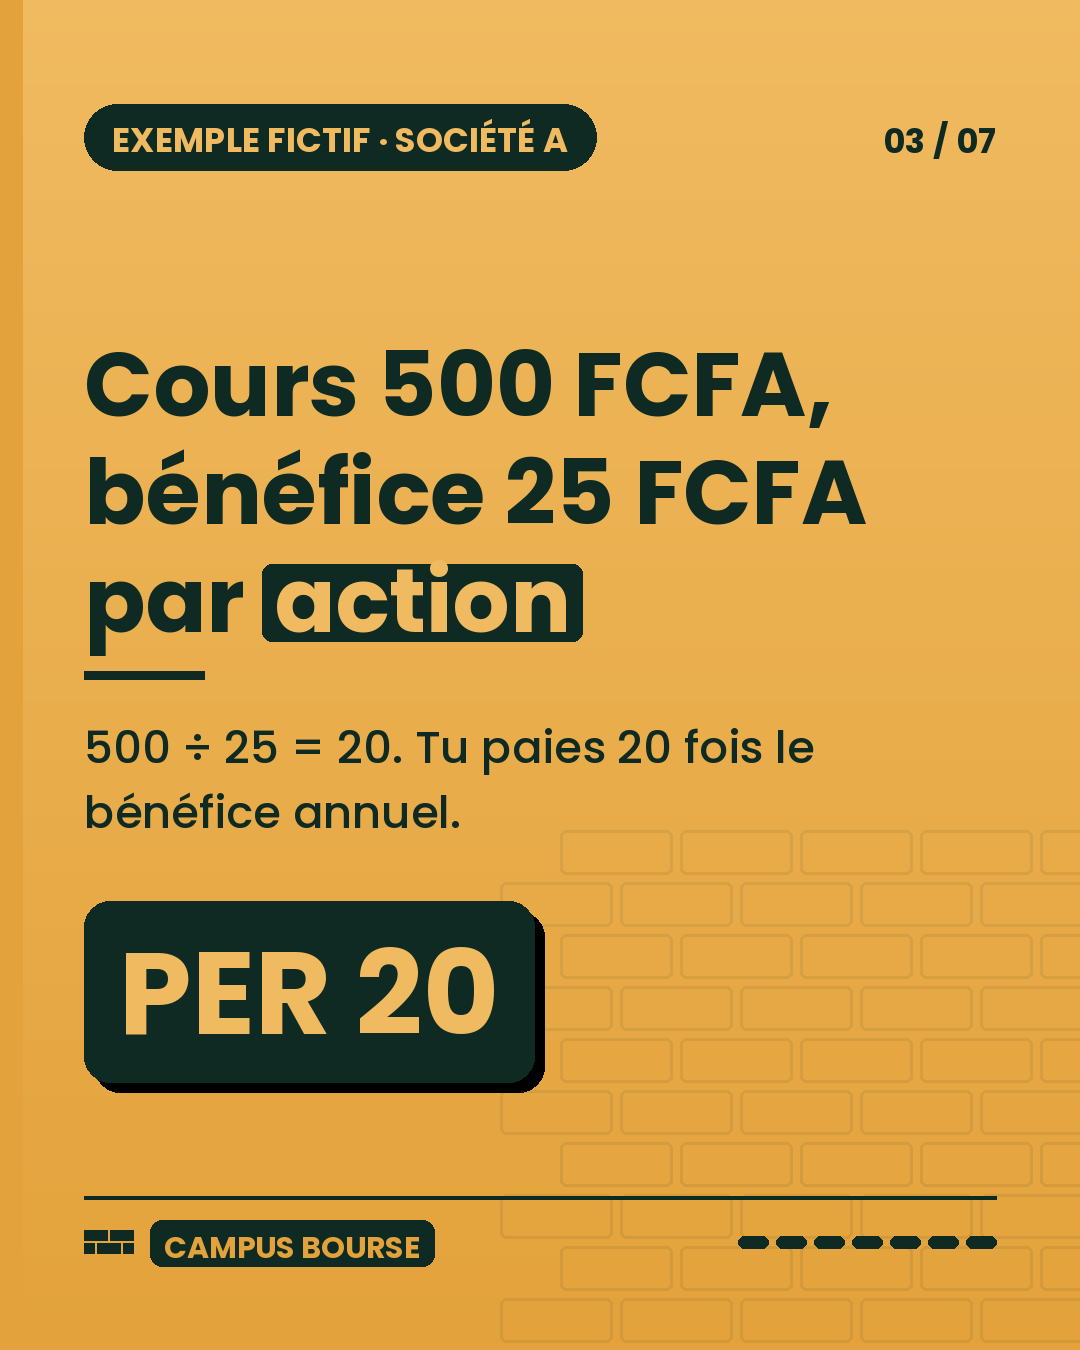 EXEMPLE FICTIF · SOCIÉTÉ A
03 / 07
Cours 500 FCFA,
bénéfice 25 FCFA
par action
500 ÷ 25 = 20. Tu paies 20 fois le
bénéfice annuel.
PER 20
CAMPUS BOURSE